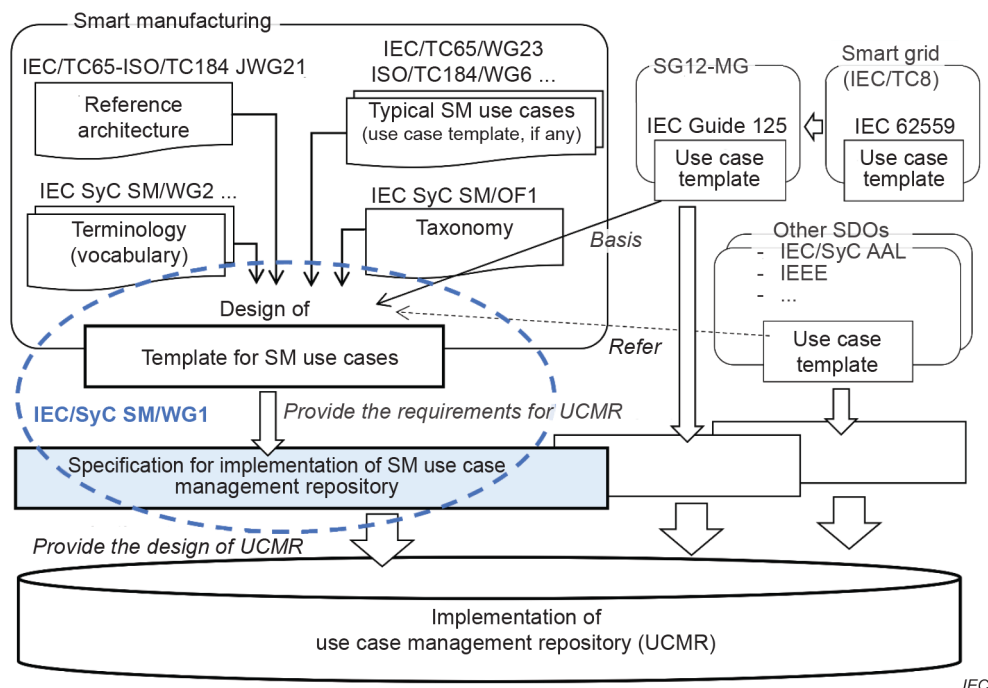 Smart manufacturing
IEC/TC65-ISO/TC184 JWG21
Reference
architecture
IEC/TC65/WG23
ISO/TC184/WG6 ...
Typical SM use cases
(use case template, if any)
IEC SyC SM/WG2 ...
Terminology
(vocabulary)
IEC SyC SM/OF1
Taxonomy
SG12-MG
IEC Guide 125
Use case
template
Smart grid
(IEC/TC8)
IEC 62559
Use case
template
Basis
Other SDOs
- IEC/SyC AAL
- IEEE
- ...
Use case
template
Refer
Design of
Template for SM use cases
IEC/SyC SM/WG1
Provide the requirements for UCMR
Specification for implementation of SM use case
management repository
Provide the design of UCMR
Implementation of
use case management repository (UCMR)
IEC